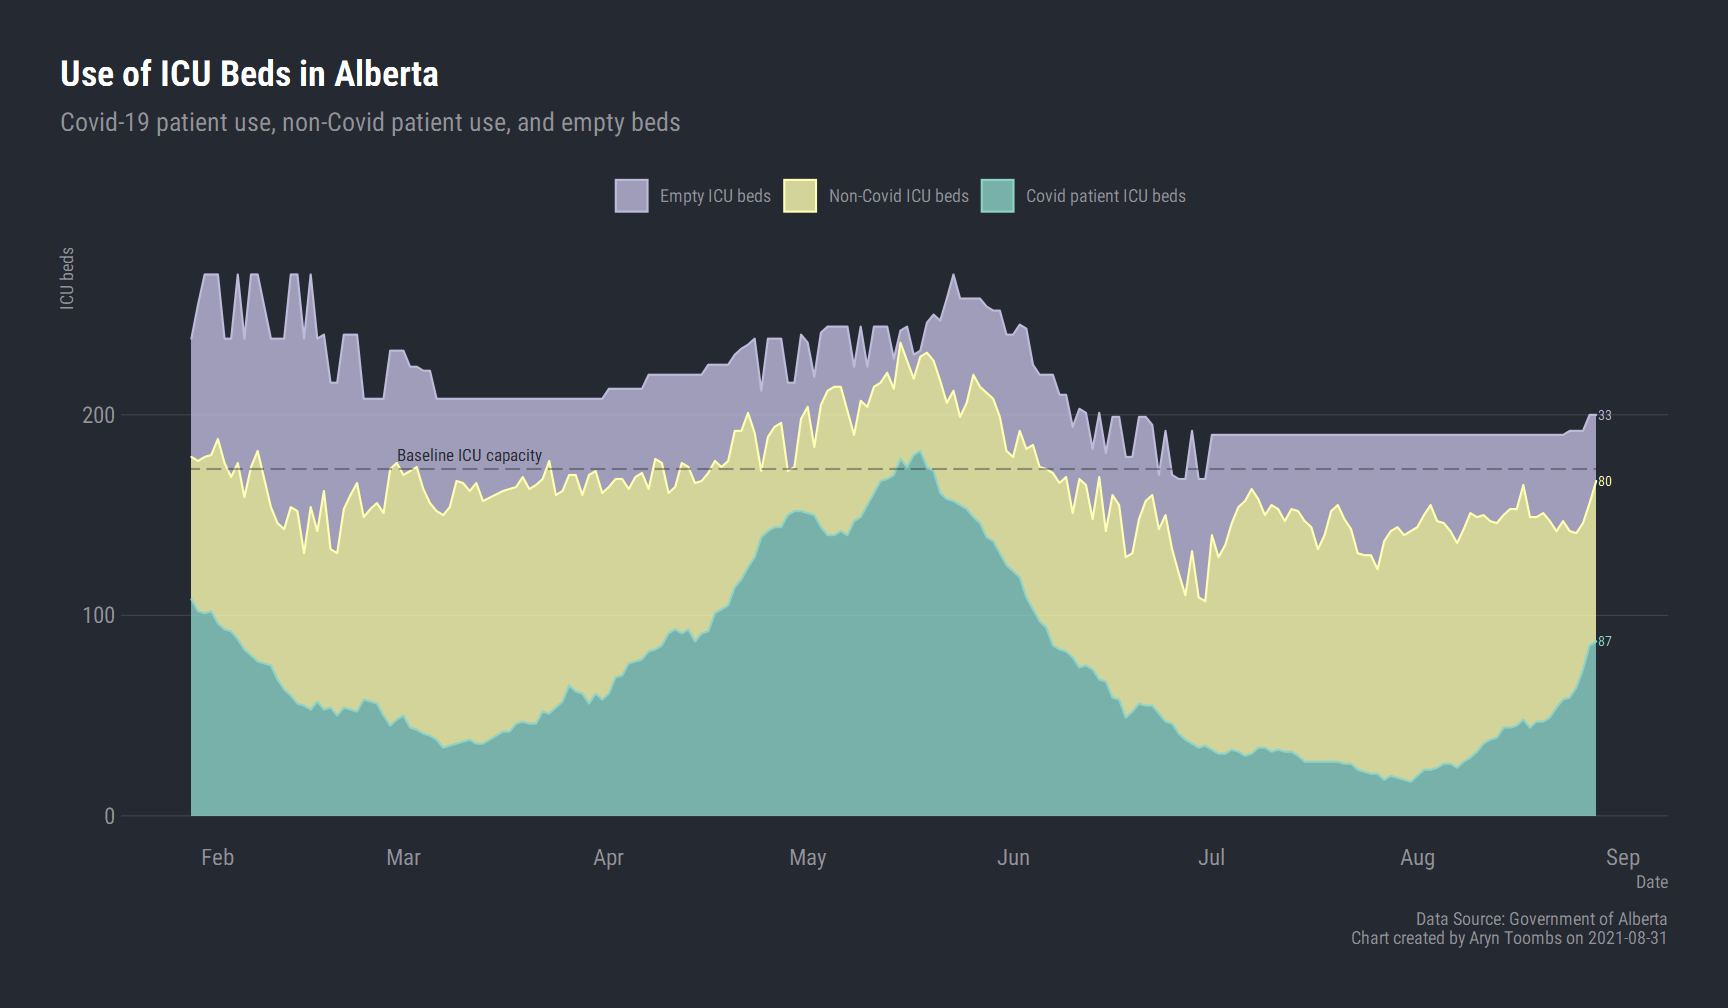 Use of ICU Beds in Alberta
Covid-19 patient use, non-Covid patient use, and empty beds
Empty ICU beds
Non-Covid ICU beds
Covid patient ICU beds
ICU beds
200
100
0
Baseline ICU capacity
33
80
87
Feb
Mar
Apr
May
Jun
Jul
Aug
Sep
Date
Data Source: Government of Alberta
Chart created by Aryn Toombs on 2021-08-31